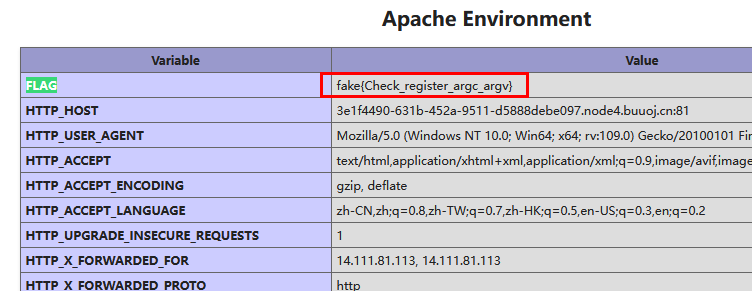 Apache Environment
Variable Value
FLAG fake{Check_register_argc_argv}
HTTP_HOST 3e1f4490-631b-452a-9511-d5888debe097.node4.buuoj.cn:81
HTTP_USER_AGENT Mozilla/5.0 (Windows NT 10.0; Win64; x64; rv:109.0) Gecko/20100101 Fir
HTTP_ACCEPT text/html,application/xhtml+xml,application/xml;q=0.9,image/avif,image
HTTP_ACCEPT_ENCODING gzip, deflate
HTTP_ACCEPT_LANGUAGE zh-CN,zh;q=0.8,zh-TW;q=0.7,zh-HK;q=0.5,en-US;q=0.3,en;q=0.2
HTTP_UPGRADE_INSECURE_REQUESTS 1
HTTP_X_FORWARDED_FOR 14.111.81.113, 14.111.81.113
HTTP_X_FORWARDED_PROTO http